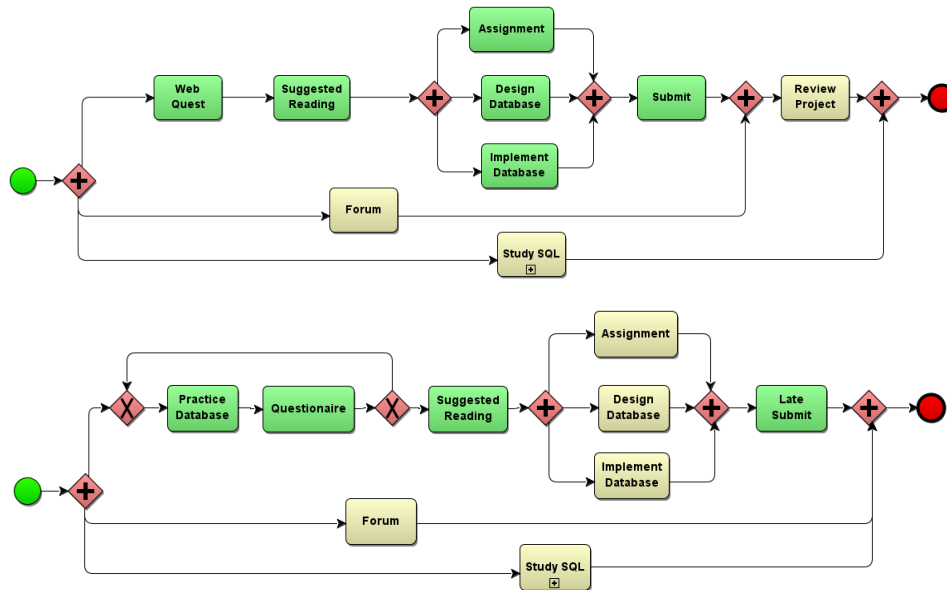 Assignment
Web
Quest
Suggested
Reading
Design
Database
Submit
Review
Project
Implement
Database
Forum
Study SQL
Assignment
Practice
Database
Questionaire
Suggested
Reading
Design
Database
Late
Submit
Implement
Database
Forum
Study SQL